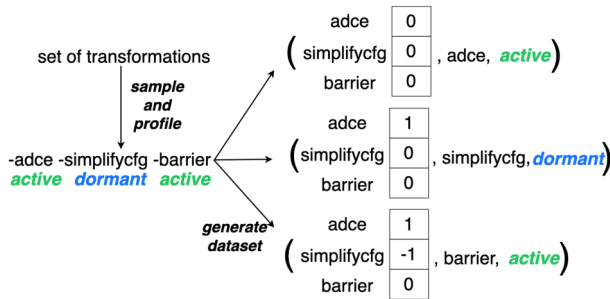 set of transformations
sample
and
profile
-adce -simplifycfg -barrier
active dormant active
generate
dataset
adce 0
( simplifycfg 0 , adce, active )
barrier 0
adce 1
( simplifycfg 0 , simplifycfg, dormant )
barrier 0
adce 1
( simplifycfg -1 , barrier, active )
barrier 0